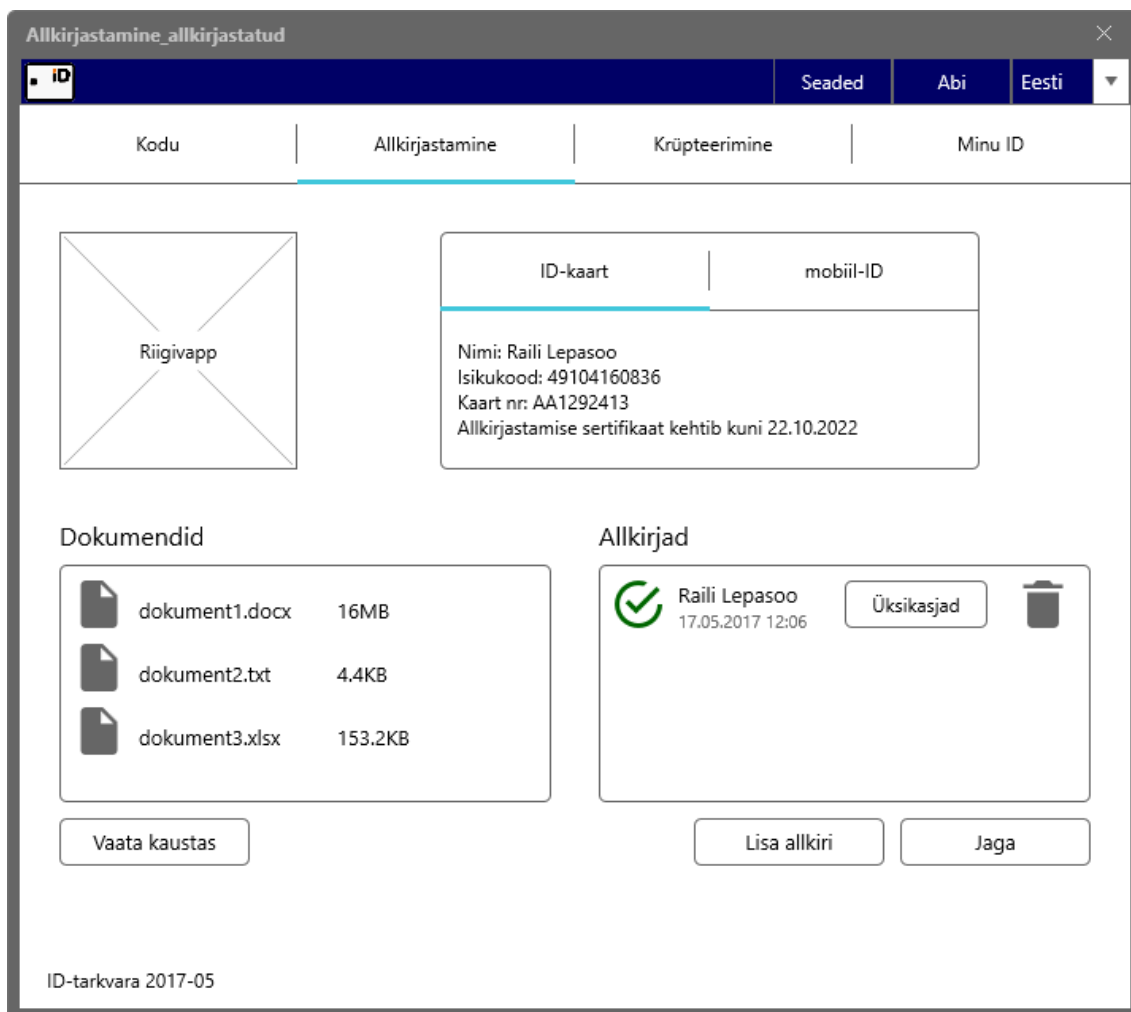 Allkirjastamine_allkirjastatud
iD
Seaded
Abi
Eesti
Kodu
Allkirjastamine
Krüpteerimine
Minu ID
Riigivapp
ID-kaart
mobiil-ID
Nimi: Raili Lepasoo
Isikukood: 49104160836
Kaart nr: AA1292413
Allkirjastamise sertifikaat kehtib kuni 22.10.2022
Dokumendid
dokument1.docx 16MB
dokument2.txt 4.4KB
dokument3.xlsx 153.2KB
Vaata kaustas
Allkirjad
Raili Lepasoo
17.05.2017 12:06
Üksikasjad
Lisa allkiri
Jaga
ID-tarkvara 2017-05